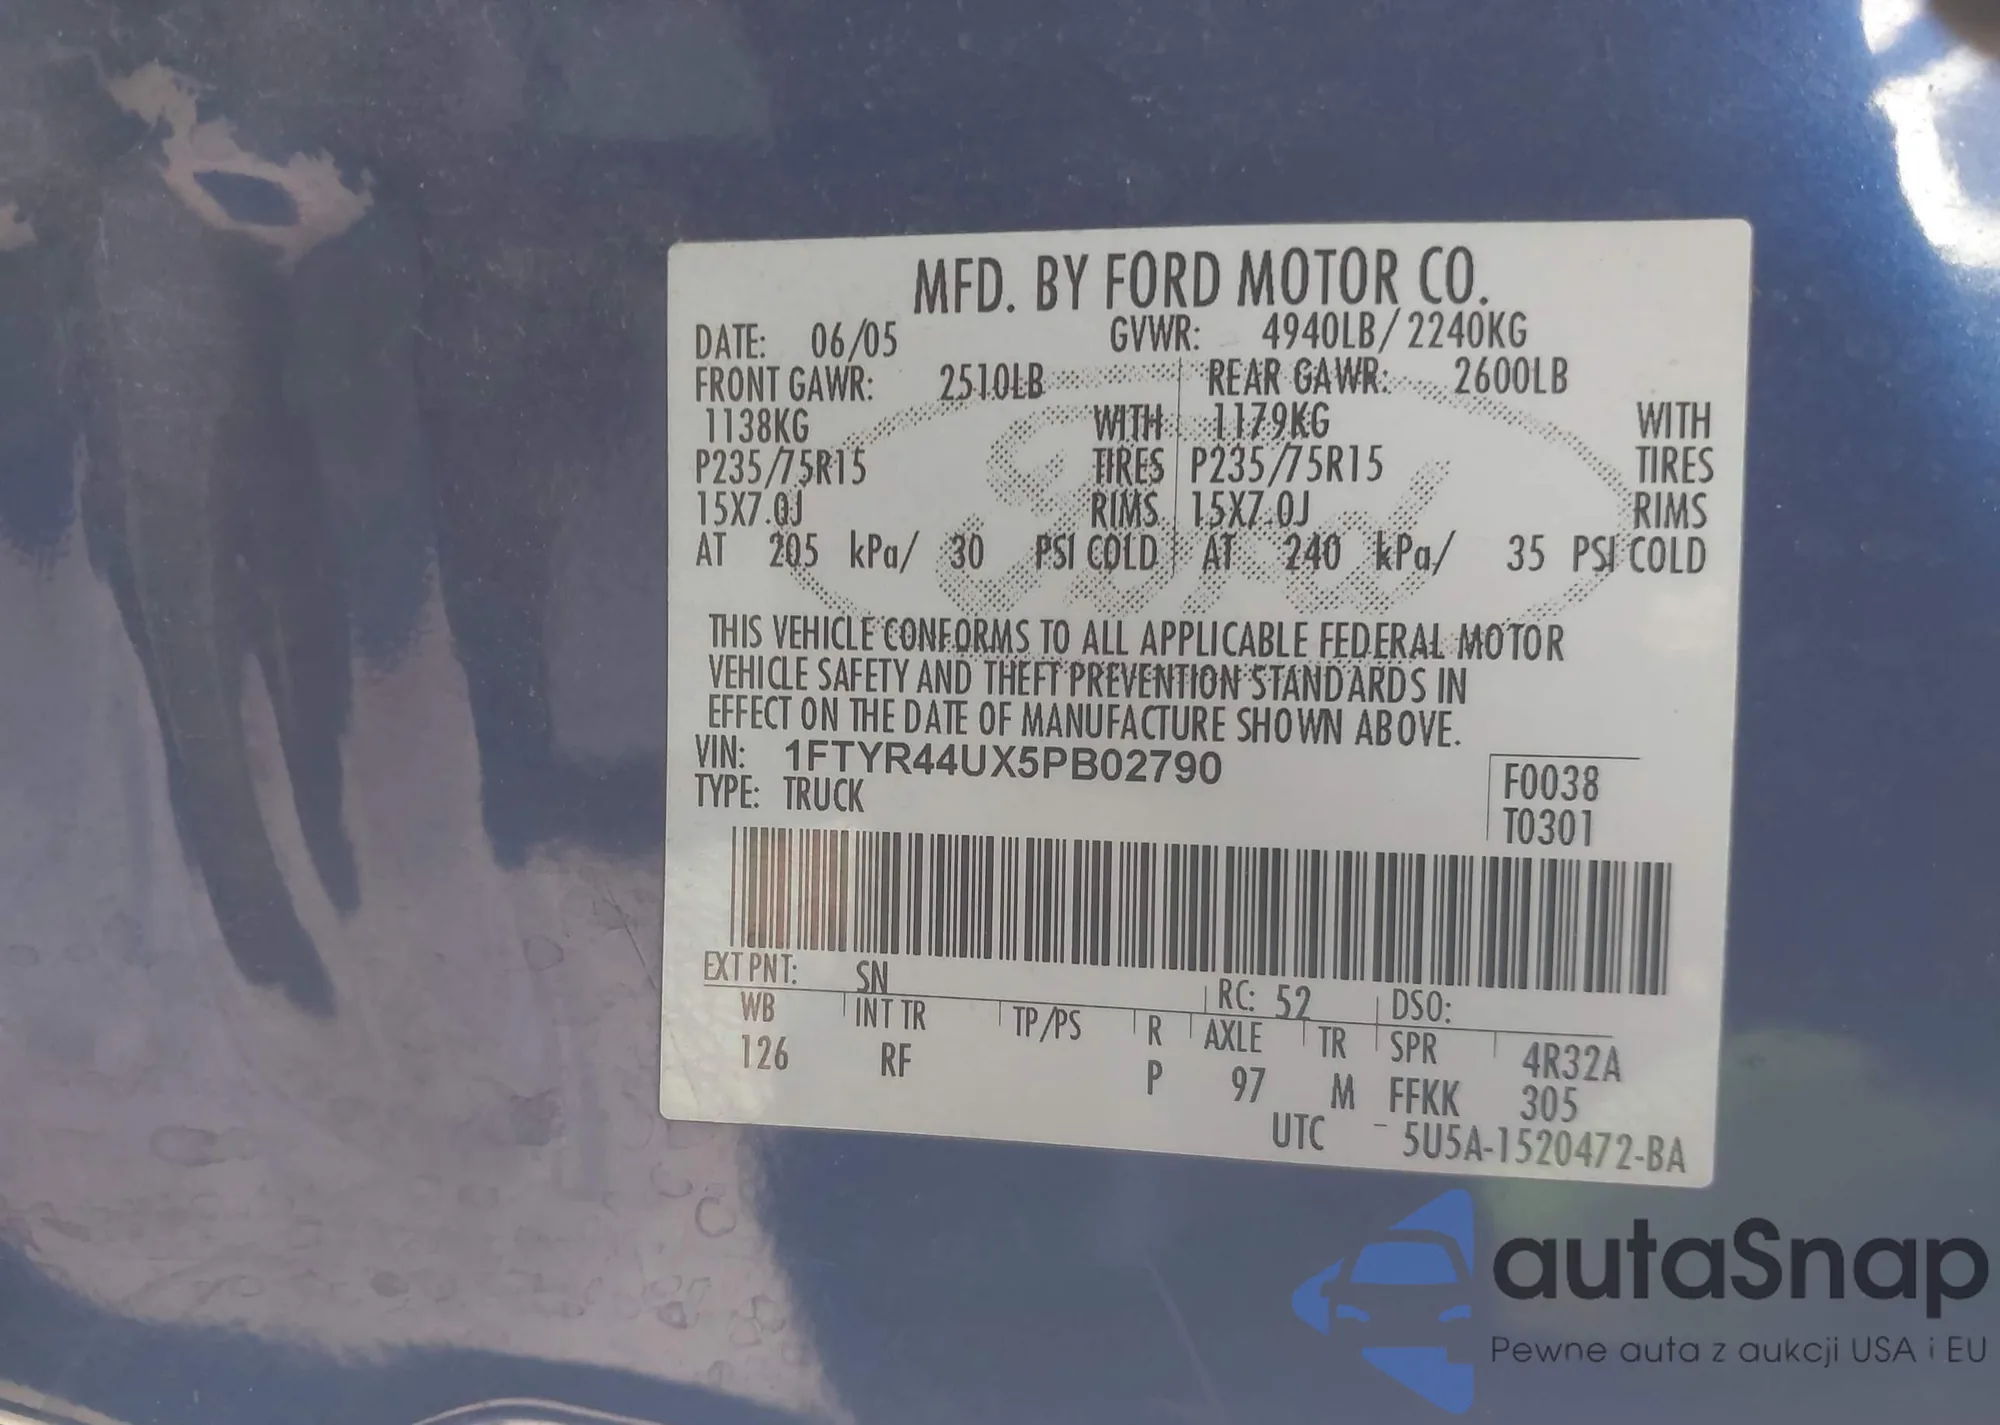 MFD. BY FORD MOTOR CO.
DATE: 06/05 GVWR: 4940LB/2240KG
FRONT GAWR: 2510LB REAR GAWR: 2600LB
1138KG WITH 1179KG WITH
P235/75R15 TIRES P235/75R15 TIRES
15X7.0J RIMS 15X7.0J RIMS
AT 205 kPa/ 30 PSI COLD AT 240 kPa/ 35 PSI COLD
Ford
THIS VEHICLE CONFORMS TO ALL APPLICABLE FEDERAL MOTOR
VEHICLE SAFETY AND THEFT PREVENTION STANDARDS IN
EFFECT ON THE DATE OF MANUFACTURE SHOWN ABOVE.
VIN: 1FTYR44UX5PB02790
TYPE: TRUCK
F0038
T0301
EXT PNT: SN RC: 52 DSO:
WB INT TR TP/PS R AXLE TR SPR 4R32A
126 RF P 97 M FFKK 305
UTC - 5U5A-1520472-BA
autaSnap
Pewne auta z aukcji USA i EU